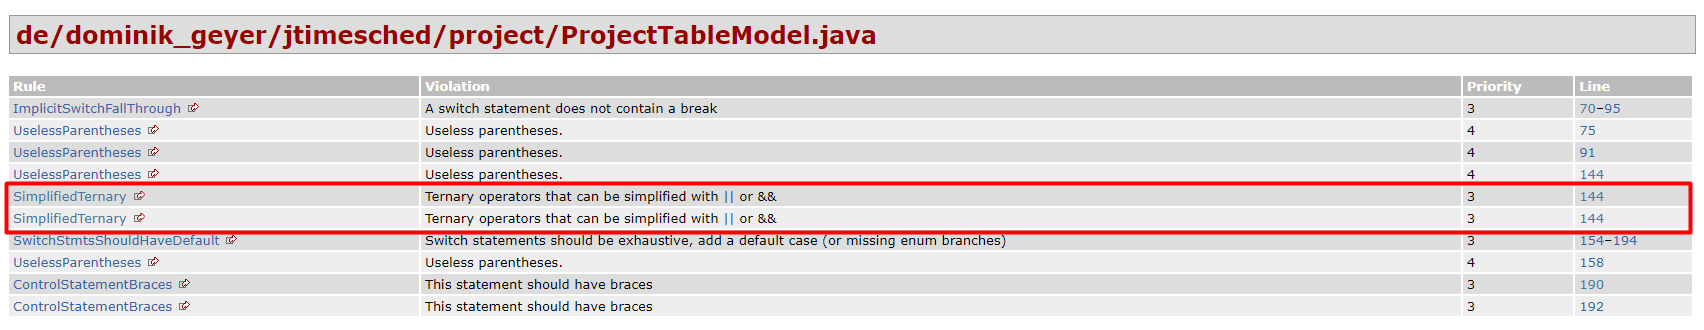 de/dominik_geyer/jtimesched/project/ProjectTableModel.java
Rule Violation Priority Line
ImplicitSwitchFallThrough A switch statement does not contain a break 3 70–95
UselessParentheses Useless parentheses. 4 75
UselessParentheses Useless parentheses. 4 91
UselessParentheses Useless parentheses. 4 144
SimplifiedTernary Ternary operators that can be simplified with || or && 3 144
SimplifiedTernary Ternary operators that can be simplified with || or && 3 144
SwitchStmtsShouldHaveDefault Switch statements should be exhaustive, add a default case (or missing enum branches) 3 154–194
UselessParentheses Useless parentheses. 4 158
ControlStatementBraces This statement should have braces 3 190
ControlStatementBraces This statement should have braces 3 192